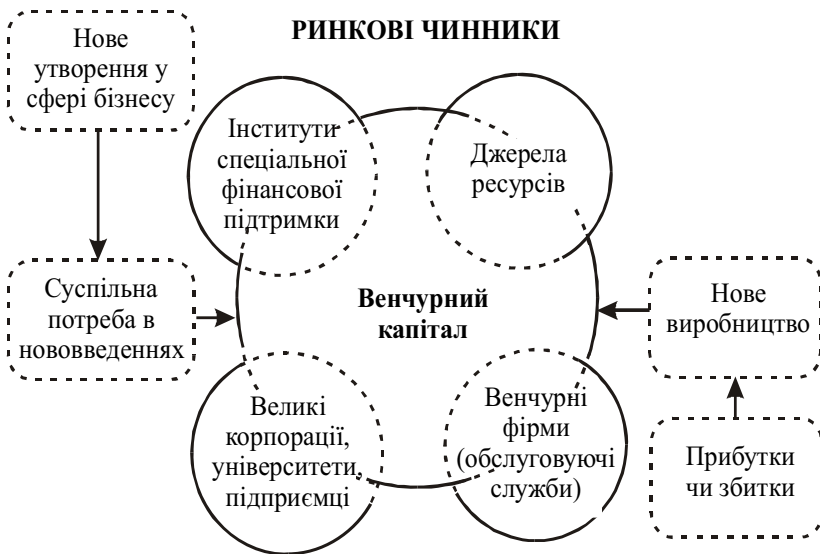 РИНКОВІ ЧИННИКИ
Нове
утворення у
сфері бізнесу
Інститути
спеціальної
фінансової
підтримки
Джерела
ресурсів
Суспільна
потреба в
нововведеннях
Венчурний
капітал
Нове
виробництво
Великі
корпорації,
університети,
підприємці
Венчурні
фірми
(обслуговуючі
служби)
Прибутки
чи збитки